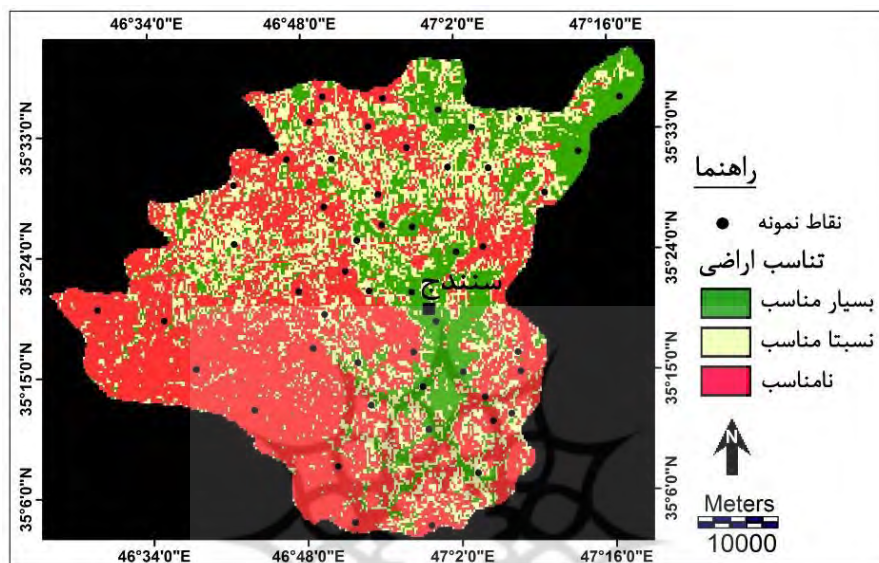 46°34'0"E 46°48'0"E 47°2'0"E 47°16'0"E
35°33'0"N
35°24'0"N
35°15'0"N
35°6'0"N
سنندج
35°33'0"N
35°24'0"N
35°15'0"N
35°6'0"N
راهنما
نقاط نمونه
تناسب اراضی
بسیار مناسب
نسبتا مناسب
نامناسب
N
Meters
10000
46°34'0"E 46°48'0"E 47°2'0"E 47°16'0"E